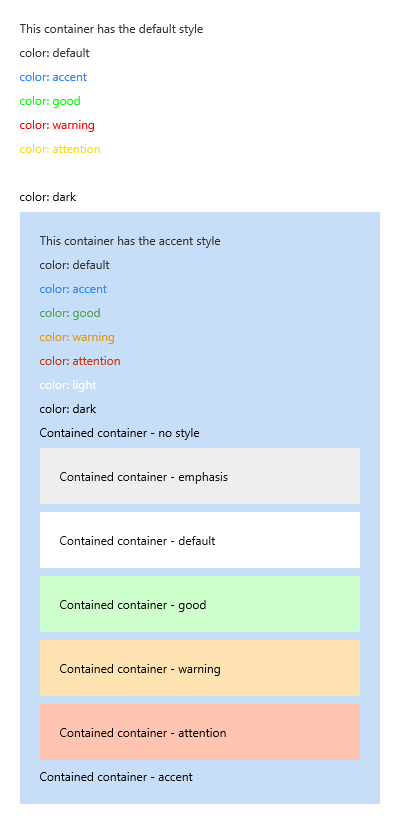 This container has the default style
color: default
color: accent
color: good
color: warning
color: attention
color: dark
This container has the accent style
color: default
color: accent
color: good
color: warning
color: attention
color: light
color: dark
Contained container - no style
Contained container - emphasis
Contained container - default
Contained container - good
Contained container - warning
Contained container - attention
Contained container - accent